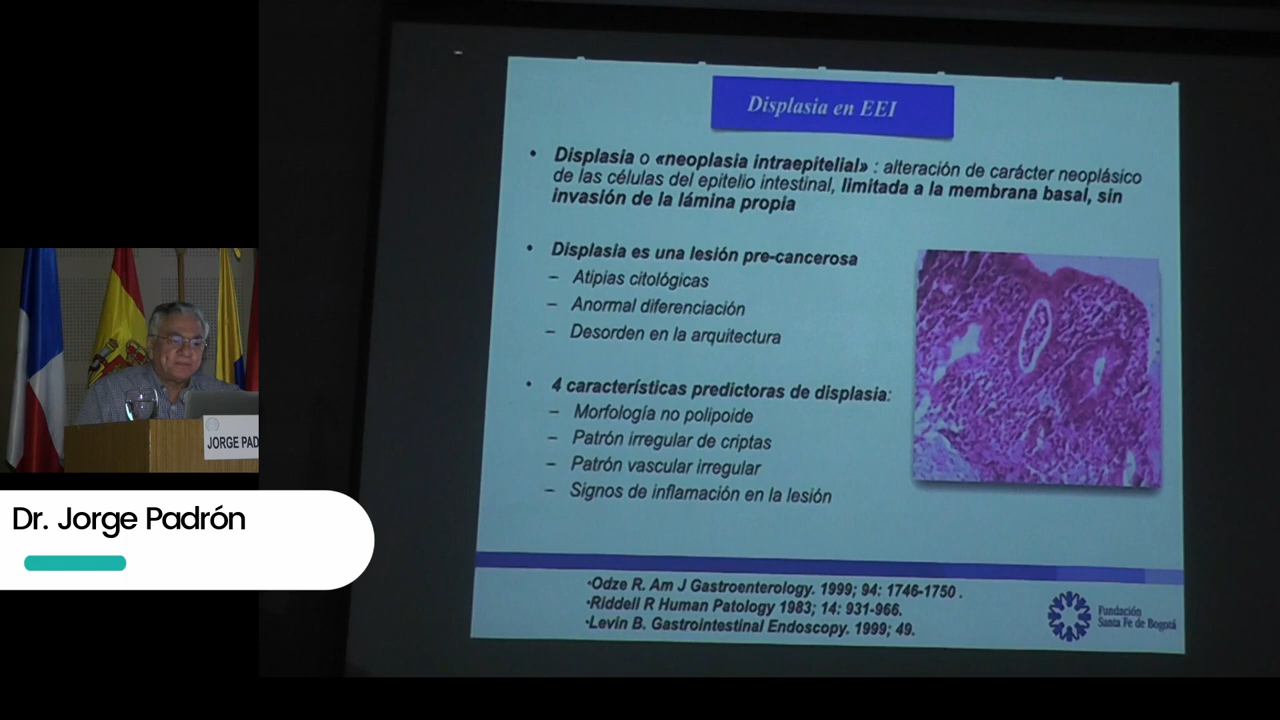 Displasia en EEI
• Displasia o «neoplasia intraepitelial» : alteración de carácter neoplásico
de las células del epitelio intestinal, limitada a la membrana basal, sin
invasión de la lámina propia
• Displasia es una lesión pre-cancerosa
– Atipias citológicas
– Anormal diferenciación
– Desorden en la arquitectura
• 4 características predictoras de displasia:
– Morfología no polipoide
– Patrón irregular de criptas
– Patrón vascular irregular
– Signos de inflamación en la lesión
•Odze R. Am J Gastroenterology. 1999; 94: 1746-1750 .
•Riddell R Human Patology 1983; 14: 931-966.
•Levin B. Gastrointestinal Endoscopy. 1999; 49.
Fundación
Santa Fe de Bogotá
JORGE PAD
Dr. Jorge Padrón